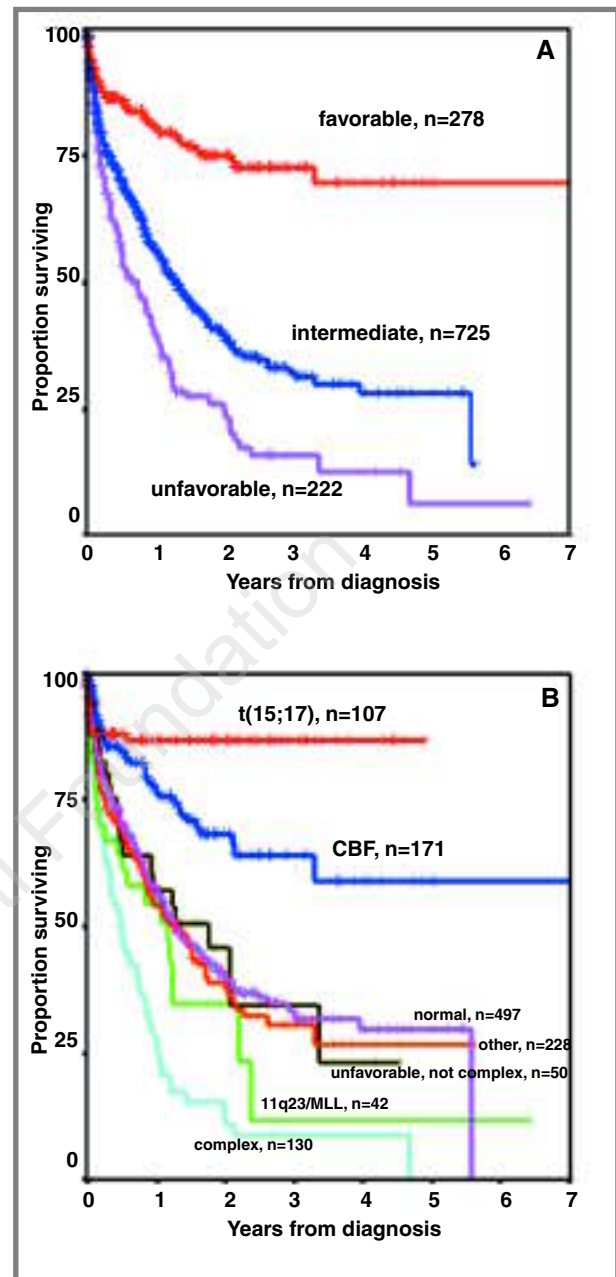 A
100
75
50
25
0
Proportion surviving
favorable, n=278
intermediate, n=725
unfavorable, n=222
0 1 2 3 4 5 6 7
Years from diagnosis
B
100
75
50
25
0
Proportion surviving
t(15;17), n=107
CBF, n=171
normal, n=497
other, n=228
unfavorable, not complex, n=50
11q23/MLL, n=42
complex, n=130
0 1 2 3 4 5 6 7
Years from diagnosis
Foundation